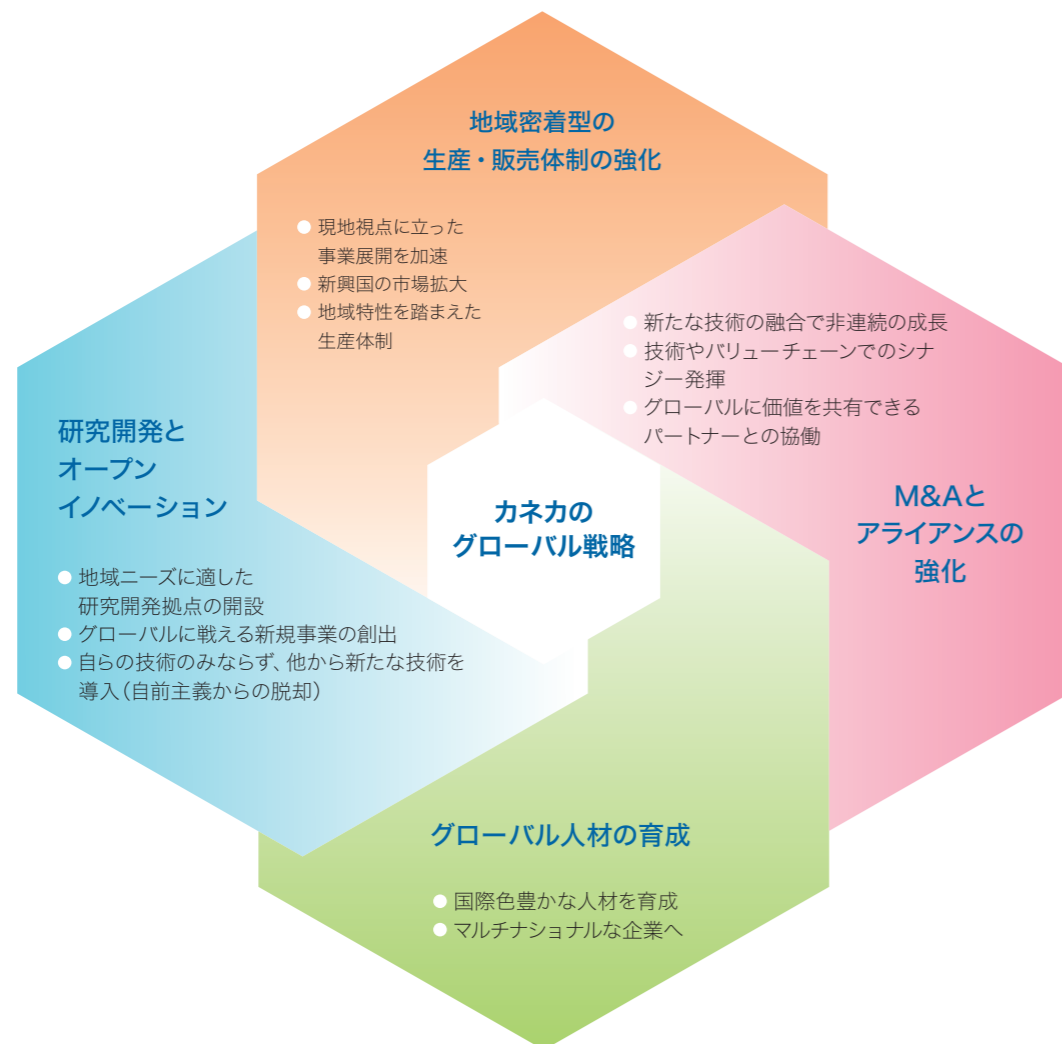 地域密着型の
生産・販売体制の強化
● 現地視点に立った
事業展開を加速
● 新興国の市場拡大
● 地域特性を踏まえた
生産体制
● 新たな技術の融合で非連続の成長
● 技術やバリューチェーンでのシナ
ジー発揮
● グローバルに価値を共有できる
パートナーとの協働
M&Aと
アライアンスの
強化
研究開発と
オープン
イノベーション
● 地域ニーズに適した
研究開発拠点の開設
● グローバルに戦える新規事業の創出
● 自らの技術のみならず、他から新たな技術を
導入（自前主義からの脱却）
カネカの
グローバル戦略
グローバル人材の育成
● 国際色豊かな人材を育成
● マルチナショナルな企業へ